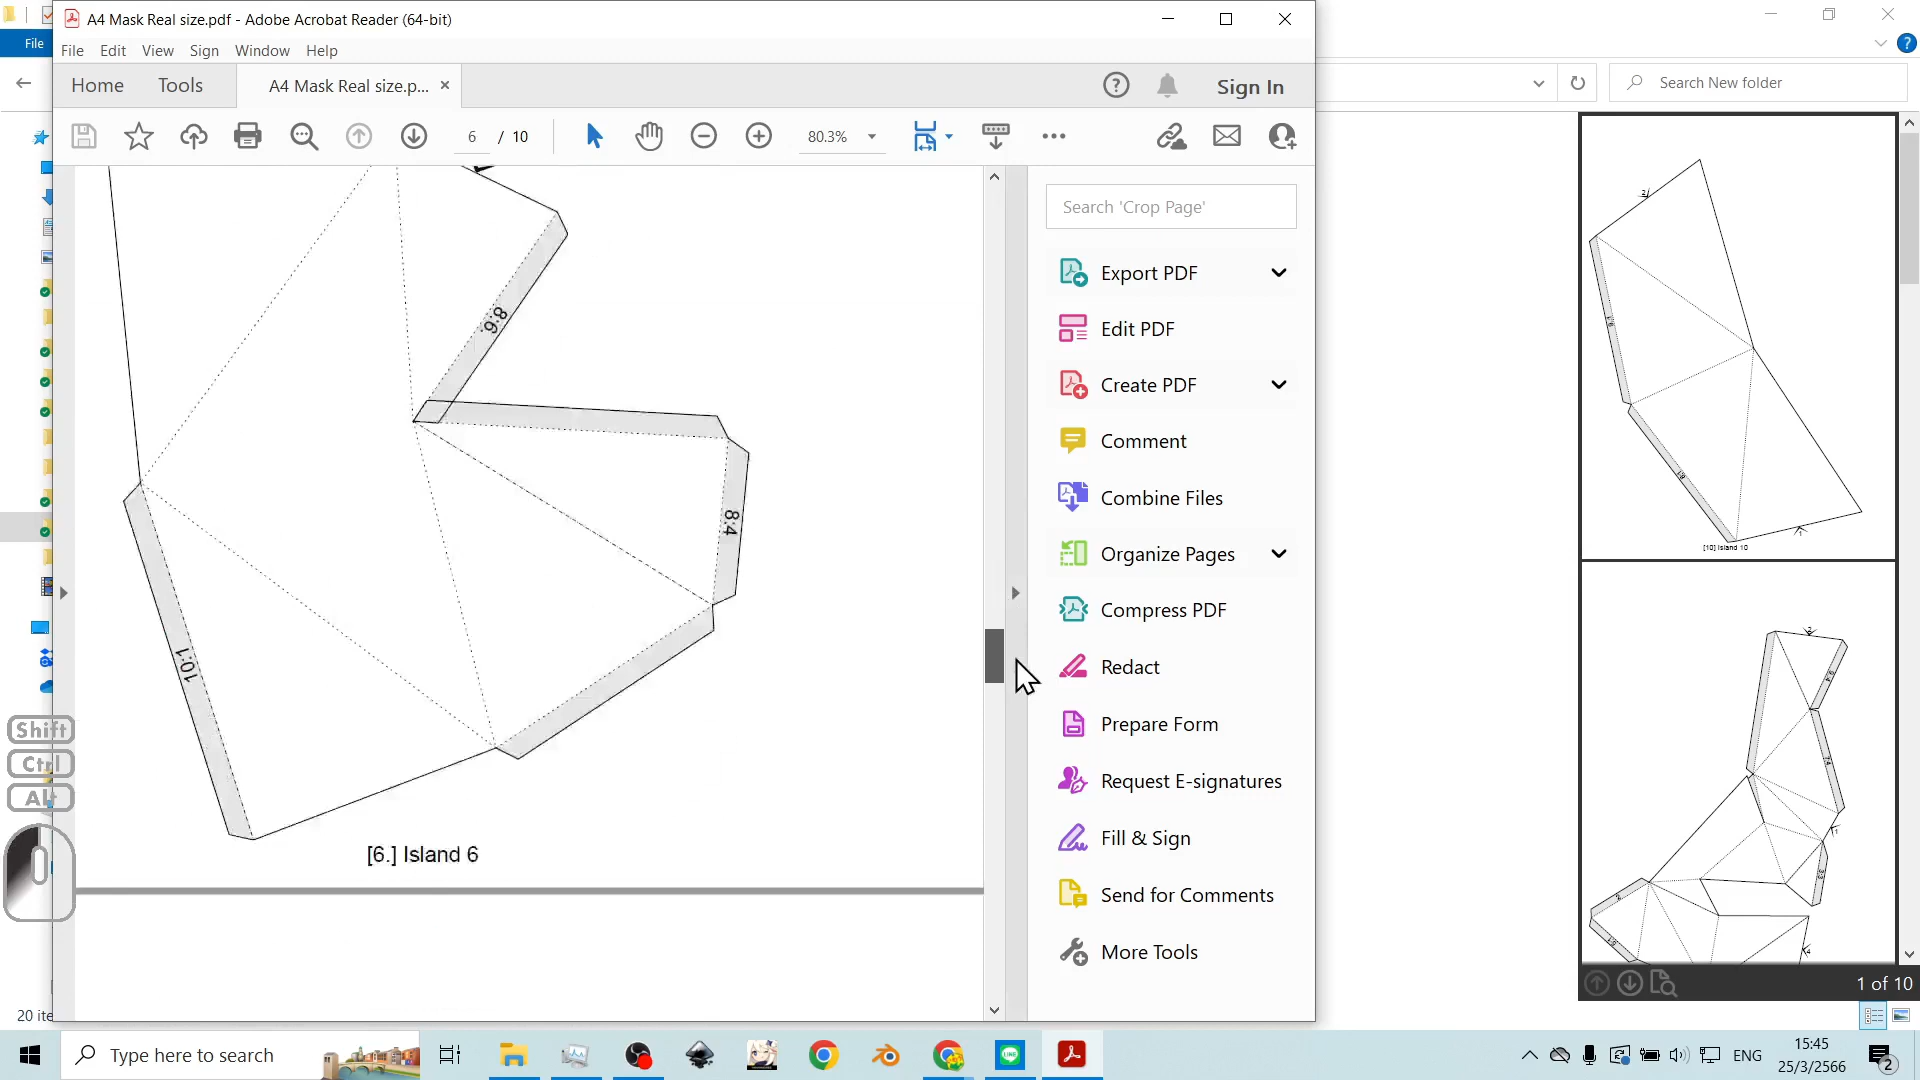 A4 Mask Real size.pdf - Adobe Acrobat Reader (64-bit)
File
File Edit View Sign Window Help
Home Tools A4 Mask Real size.p... Sign In
Search New folder
6 / 10 80.3%
Search 'Crop Page'
Export PDF
Edit PDF
Create PDF
Comment
Combine Files
Organize Pages
Compress PDF
Redact
Prepare Form
Request E-signatures
Fill & Sign
Send for Comments
More Tools
9:8
8:4
10:1
[6.] Island 6
[10] Island 10
Shift
Ctrl
Alt
1 of 10
20 ite
Type here to search
ENG
15:45
25/3/2566
2